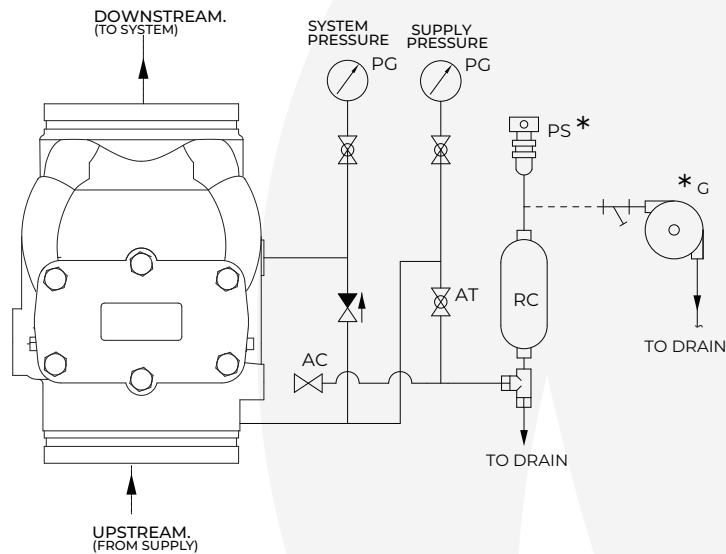 DOWNSTREAM.
(TO SYSTEM)
SYSTEM
PRESSURE
SUPPLY
PRESSURE
PG
PG
PS *
* G
AT
RC
AC
TO DRAIN
TO DRAIN
UPSTREAM.
(FROM SUPPLY)